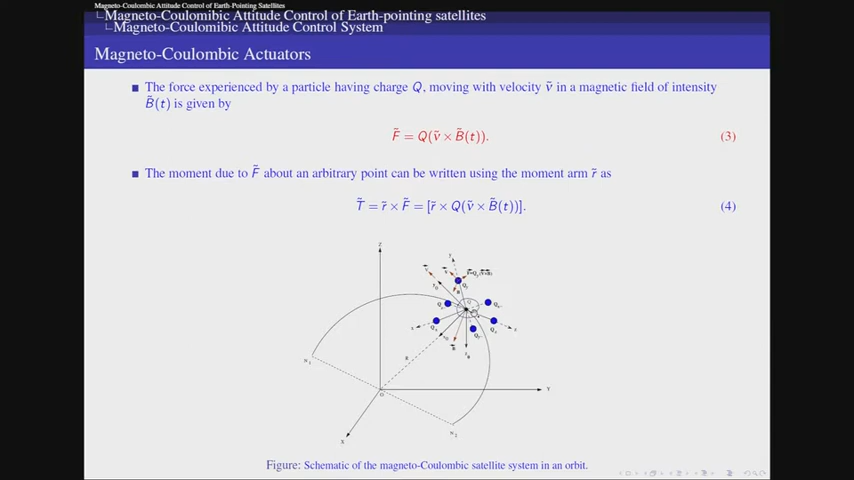 Magneto-Coulombic Attitude Control of Earth-Pointing Satellites
Magneto-Coulombic Attitude Control of Earth-pointing satellites
Magneto-Coulombic Attitude Control System
Magneto-Coulombic Actuators
The force experienced by a particle having charge Q, moving with velocity ṽ in a magnetic field of intensity
B̃(t) is given by
F̃ = Q(ṽ × B̃(t)). (3)
The moment due to F̃ about an arbitrary point can be written using the moment arm r̃ as
T̃ = r̃ × F̃ = [r̃ × Q(ṽ × B̃(t))]. (4)
Z
Y
R
O
X
Figure: Schematic of the magneto-Coulombic satellite system in an orbit.